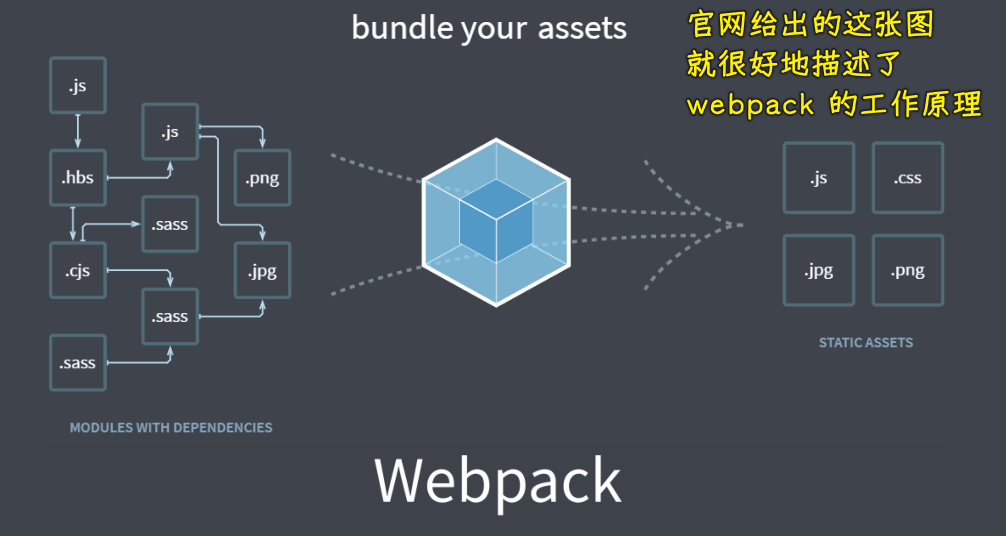 bundle your assets
官网给出的这张图
就很好地描述了
webpack 的工作原理
.js
.js
.hbs
.png
.sass
.cjs
.jpg
.sass
.sass
MODULES WITH DEPENDENCIES
.js
.css
.jpg
.png
STATIC ASSETS
Webpack